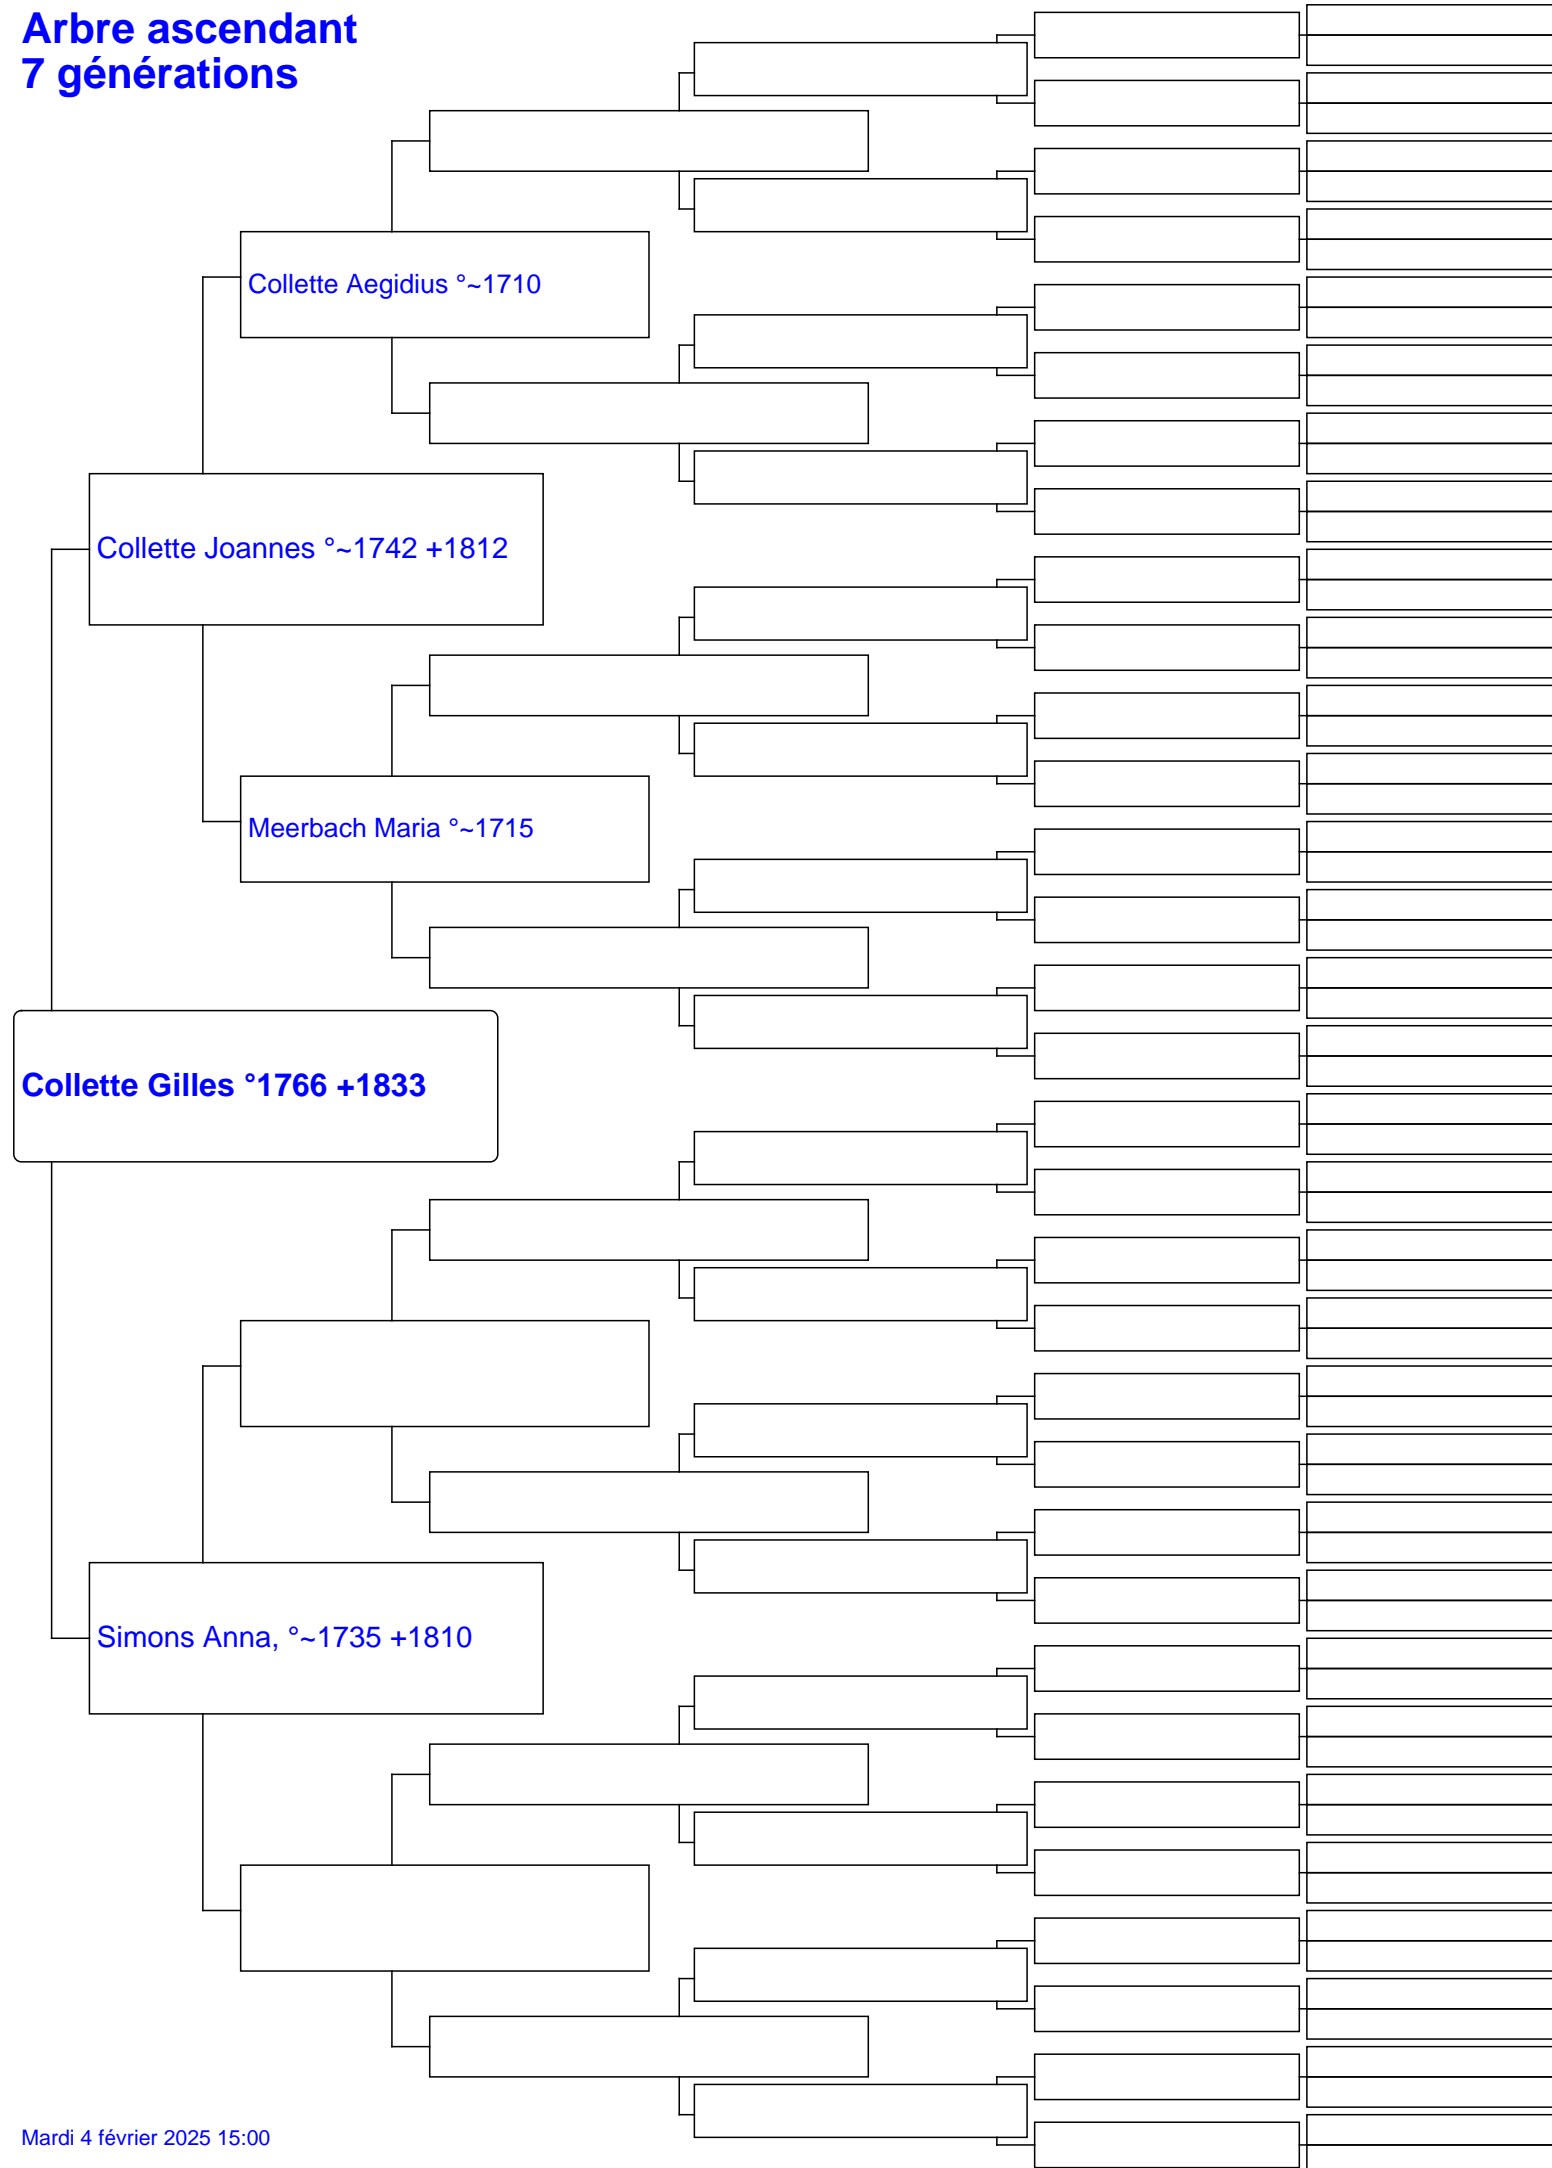 Arbre ascendant
7 générations
Collette Aegidius °~1710
Collette Joannes °~1742 +1812
Meerbach Maria °~1715
Collette Gilles °1766 +1833
Simons Anna, °~1735 +1810
Mardi 4 février 2025 15:00